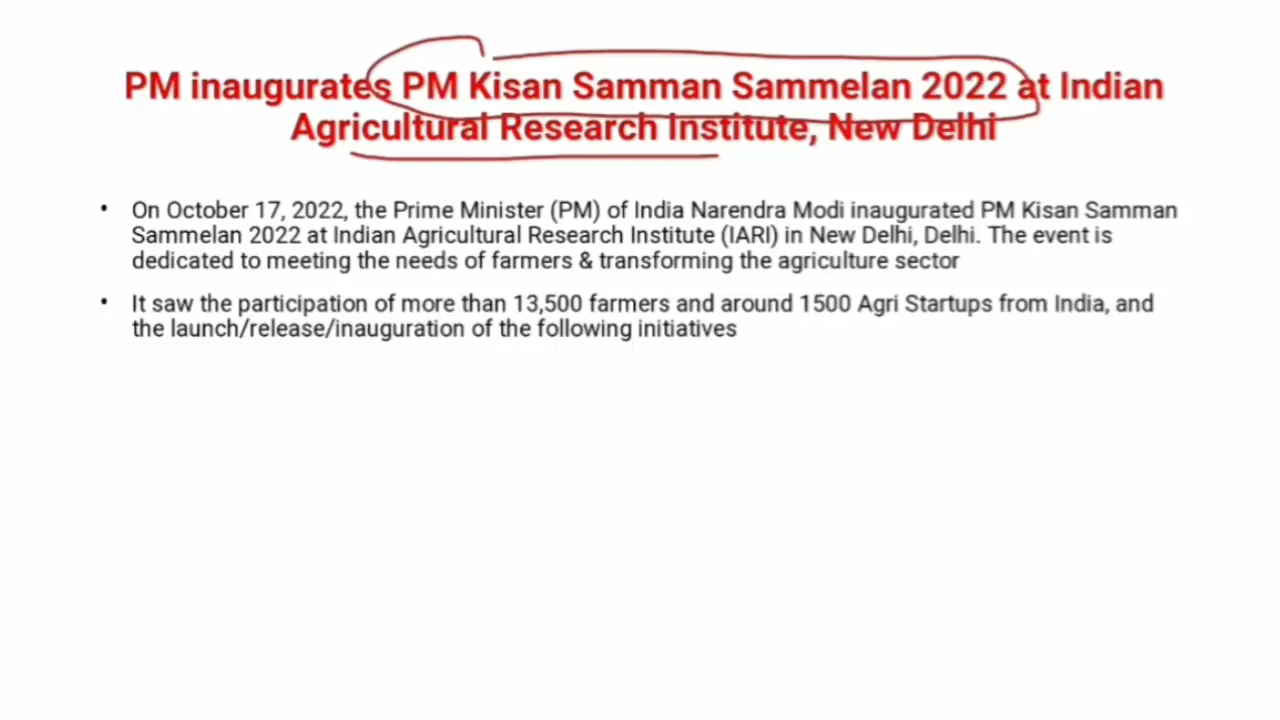 PM inaugurates PM Kisan Samman Sammelan 2022 at Indian
Agricultural Research Institute, New Delhi
• On October 17, 2022, the Prime Minister (PM) of India Narendra Modi inaugurated PM Kisan Samman
Sammelan 2022 at Indian Agricultural Research Institute (IARI) in New Delhi, Delhi. The event is
dedicated to meeting the needs of farmers & transforming the agriculture sector
• It saw the participation of more than 13,500 farmers and around 1500 Agri Startups from India, and
the launch/release/inauguration of the following initiatives